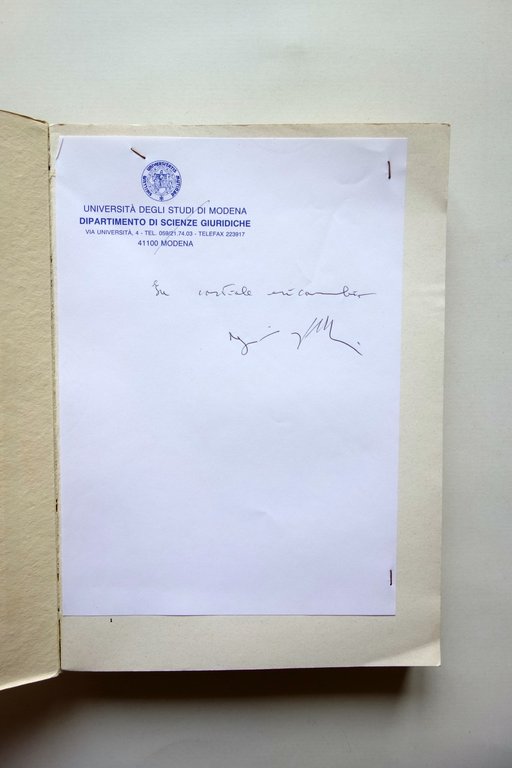 UNIVERSITÀ DEGLI STUDI DI MODENA
DIPARTIMENTO DI SCIENZE GIURIDICHE
VIA UNIVERSITÀ, 4 - TEL. 059/21.74.03 - TELEFAX 223917
41100 MODENA
In cordiale ricambio